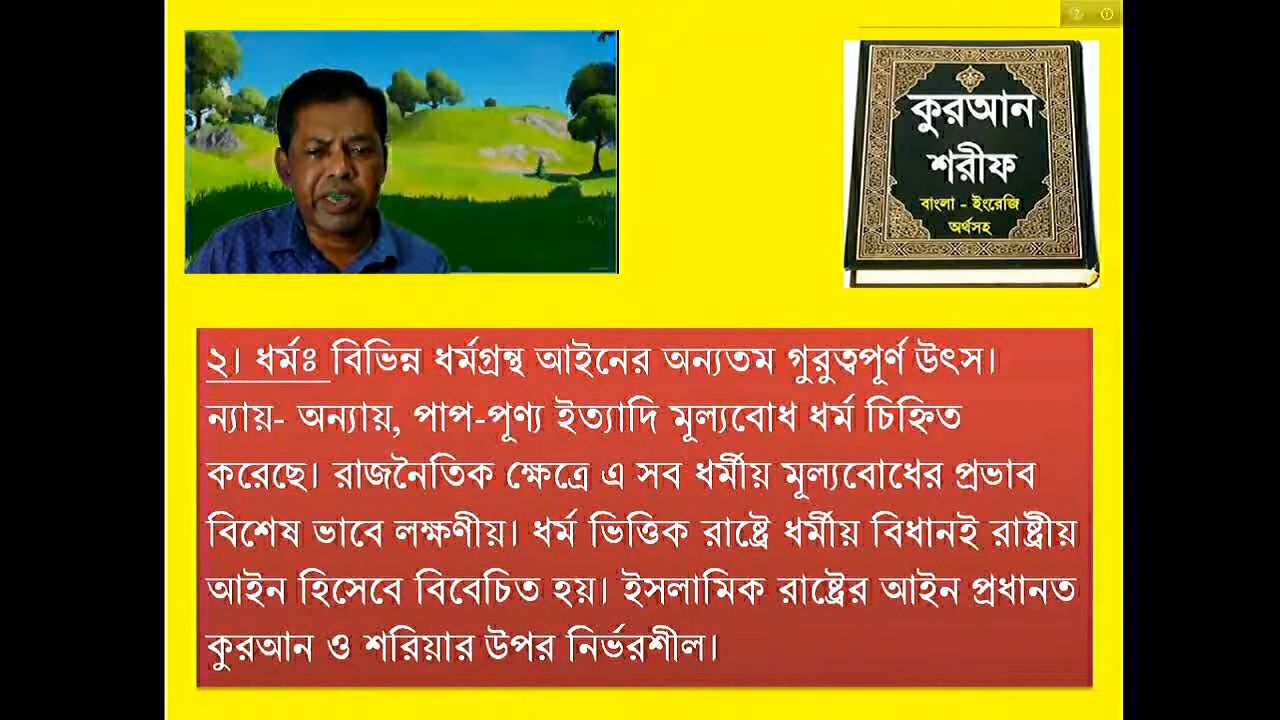 কুরআন
শরীফ
বাংলা - ইংরেজি
অর্থসহ
২। ধর্মঃ বিভিন্ন ধর্মগ্রন্থ আইনের অন্যতম গুরুত্বপূর্ণ উৎস।
ন্যায়- অন্যায়, পাপ-পূণ্য ইত্যাদি মূল্যবোধ ধর্ম চিহ্নিত
করেছে। রাজনৈতিক ক্ষেত্রে এ সব ধর্মীয় মূল্যবোধের প্রভাব
বিশেষ ভাবে লক্ষণীয়। ধর্ম ভিত্তিক রাষ্ট্রে ধর্মীয় বিধানই রাষ্ট্রীয়
আইন হিসেবে বিবেচিত হয়। ইসলামিক রাষ্ট্রের আইন প্রধানত
কুরআন ও শরিয়ার উপর নির্ভরশীল।